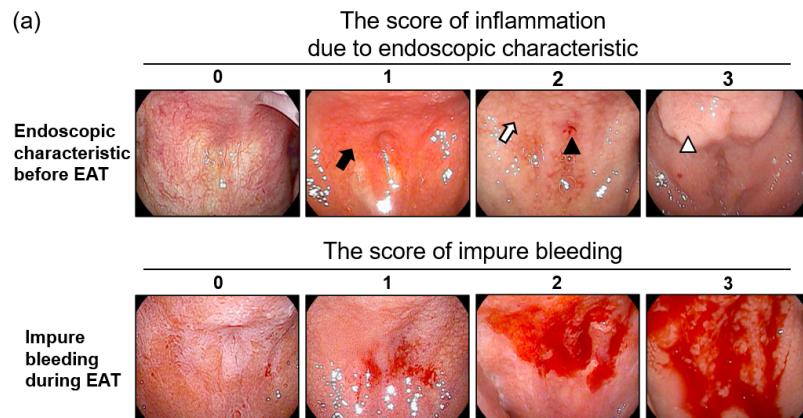 (a)
The score of inflammation
due to endoscopic characteristic
0 1 2 3
Endoscopic
characteristic
before EAT
The score of impure bleeding
0 1 2 3
Impure
bleeding
during EAT